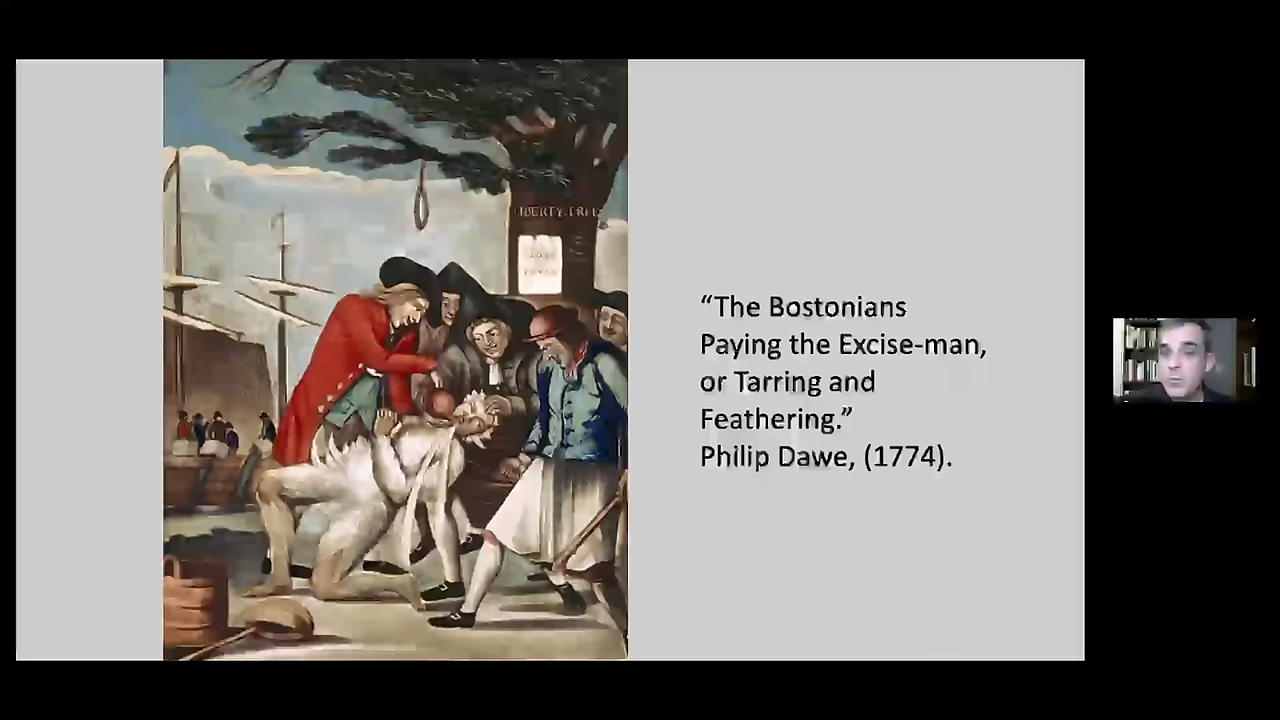 LIBERTY TREE
“The Bostonians
Paying the Excise-man,
or Tarring and
Feathering.”
Philip Dawe, (1774).